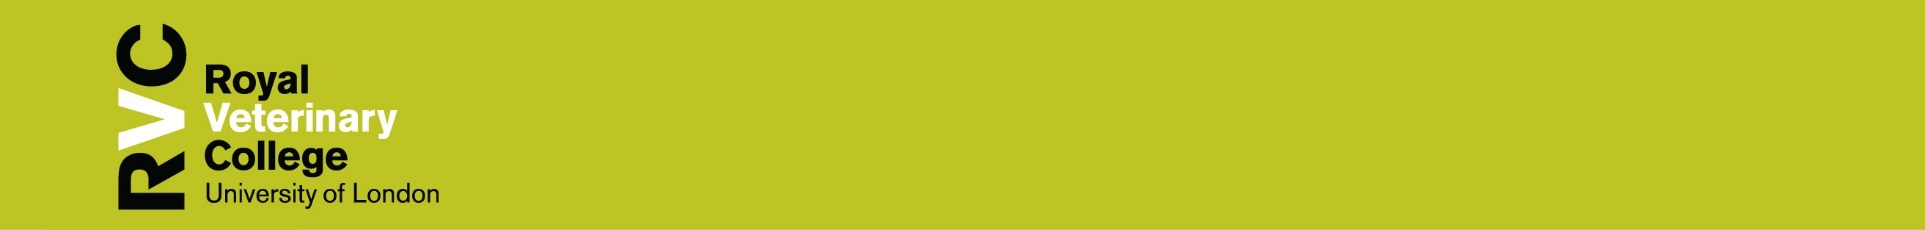 RVC
Royal
Veterinary
College
University of London